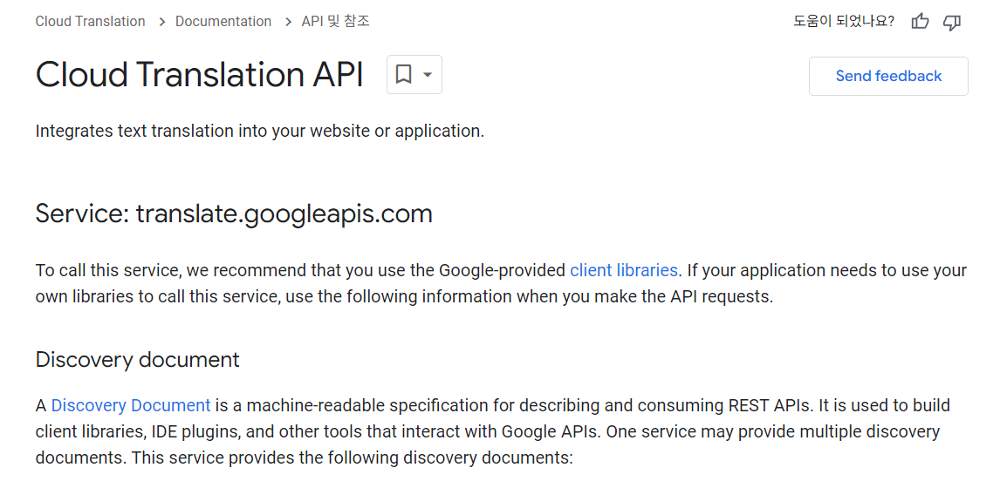 Cloud Translation > Documentation > API 및 참조
도움이 되었나요?
Cloud Translation API
Send feedback
Integrates text translation into your website or application.
Service: translate.googleapis.com
To call this service, we recommend that you use the Google-provided client libraries. If your application needs to use your
own libraries to call this service, use the following information when you make the API requests.
Discovery document
A Discovery Document is a machine-readable specification for describing and consuming REST APIs. It is used to build
client libraries, IDE plugins, and other tools that interact with Google APIs. One service may provide multiple discovery
documents. This service provides the following discovery documents: